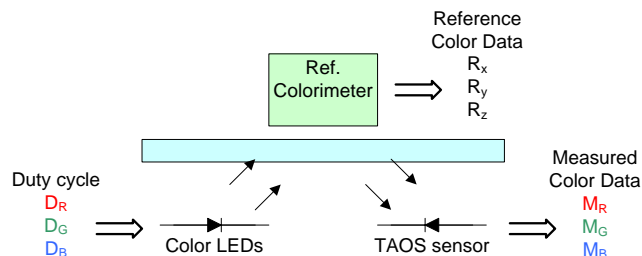 Reference
Color Data
Rx
Ry
Rz
Ref.
Colorimeter
Duty cycle
DR
DG
DB
Color LEDs
TAOS sensor
Measured
Color Data
MR
MG
MB